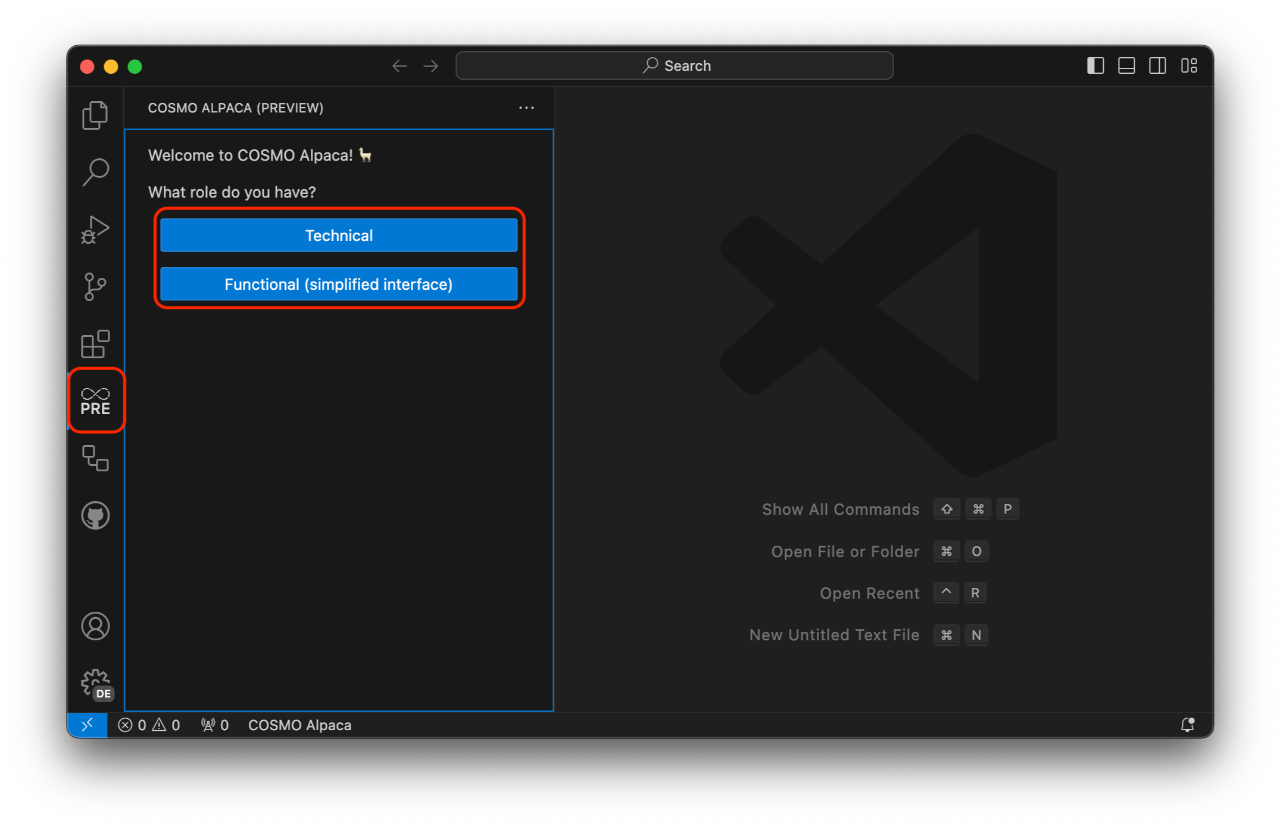 Search
COSMO ALPACA (PREVIEW)
Welcome to COSMO Alpaca! 🦙
What role do you have?
Technical
Functional (simplified interface)
PRE
Show All Commands ⇧ ⌘ P
Open File or Folder ⌘ O
Open Recent ^ R
New Untitled Text File ⌘ N
DE
0 0 0 COSMO Alpaca